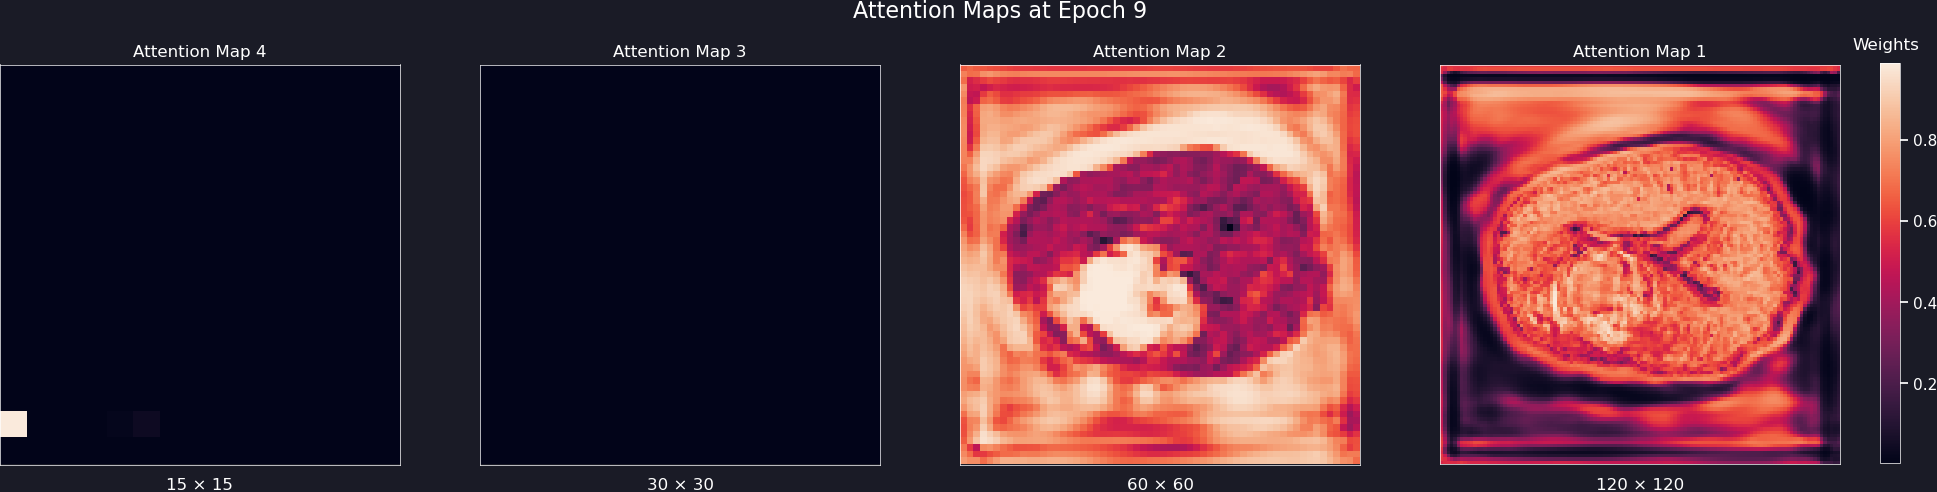 Attention Maps at Epoch 9
Attention Map 4
Attention Map 3
Attention Map 2
Attention Map 1
Weights
0.8
0.6
0.4
0.2
15 × 15
30 × 30
60 × 60
120 × 120